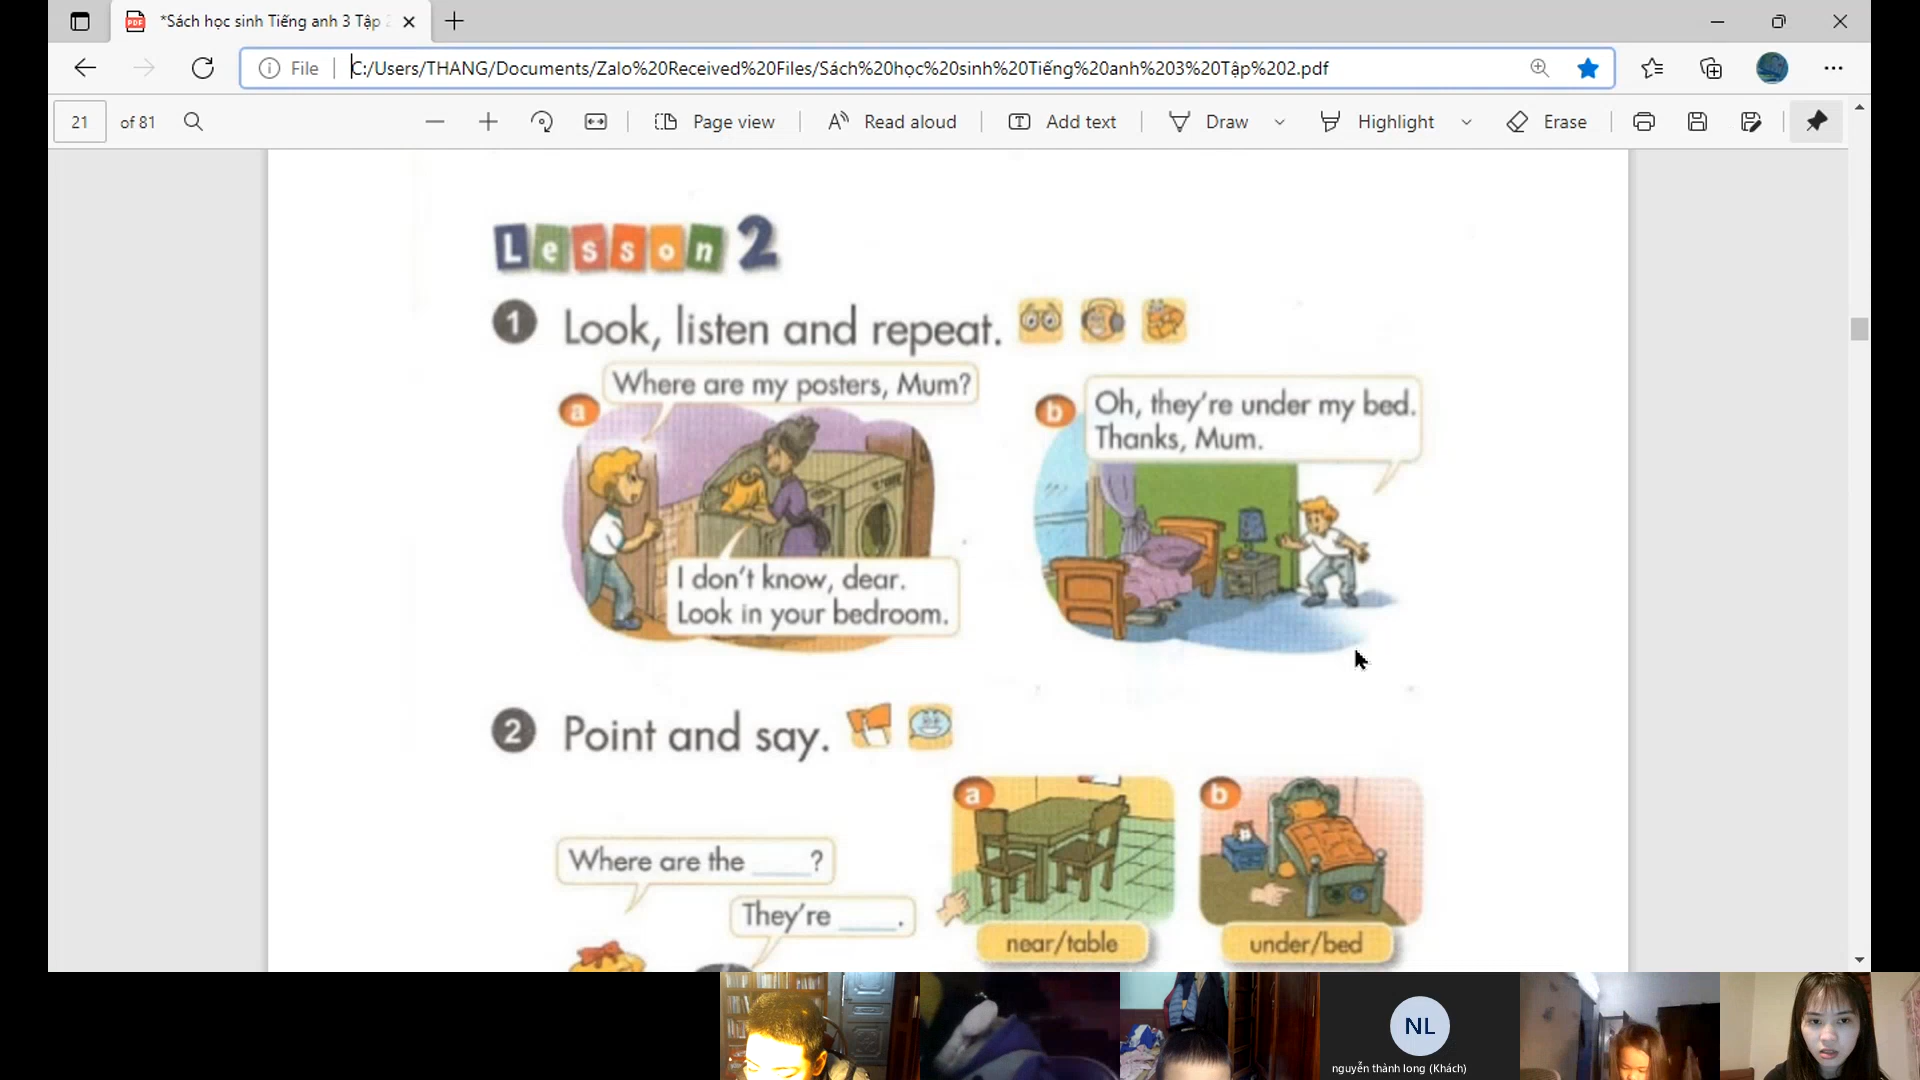 *Sách học sinh Tiếng anh 3 Tập 2
File
C:/Users/THANG/Documents/Zalo%20Received%20Files/Sách%20học%20sinh%20Tiếng%20anh%203%20Tập%202.pdf
21 of 81
Page view
Read aloud
Add text
Draw
Highlight
Erase
Lesson 2
1 Look, listen and repeat.
a
Where are my posters, Mum?
I don't know, dear.
Look in your bedroom.
b
Oh, they're under my bed.
Thanks, Mum.
2 Point and say.
Where are the ____?
They're ____.
a
near/table
b
under/bed
NL
nguyễn thành long (Khách)